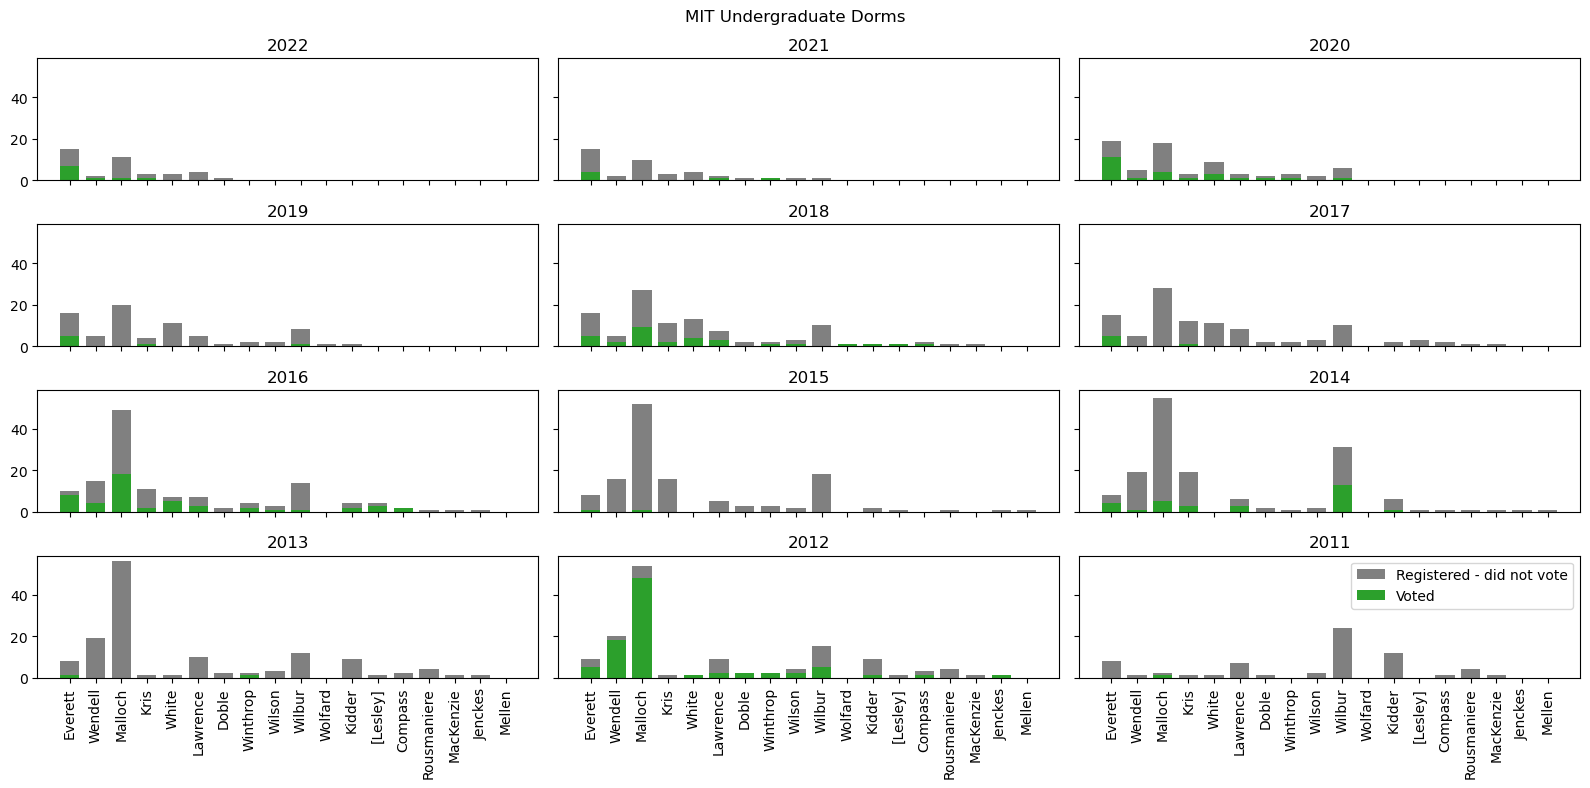 MIT Undergraduate Dorms
2022
2021
2020
40
20
0
2019
2018
2017
40
20
0
2016
2015
2014
40
20
0
2013
2012
2011
40
20
0
Registered - did not vote
Voted
Everett
Wendell
Malloch
Kris
White
Lawrence
Doble
Winthrop
Wilson
Wilbur
Wolfard
Kidder
[Lesley]
Compass
Rousmaniere
MacKenzie
Jenckes
Mellen
Everett
Wendell
Malloch
Kris
White
Lawrence
Doble
Winthrop
Wilson
Wilbur
Wolfard
Kidder
[Lesley]
Compass
Rousmaniere
MacKenzie
Jenckes
Mellen
Everett
Wendell
Malloch
Kris
White
Lawrence
Doble
Winthrop
Wilson
Wilbur
Wolfard
Kidder
[Lesley]
Compass
Rousmaniere
MacKenzie
Jenckes
Mellen